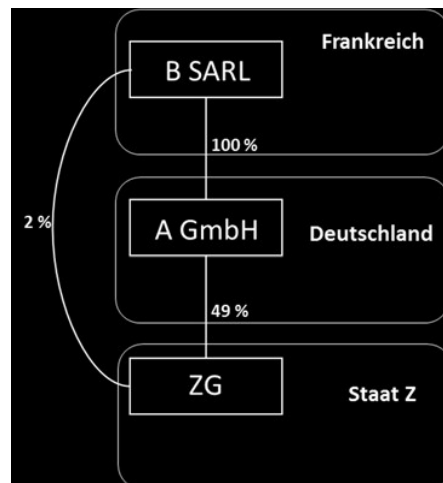 Frankreich
B SARL
100 %
2 %
A GmbH
Deutschland
49 %
ZG
Staat Z